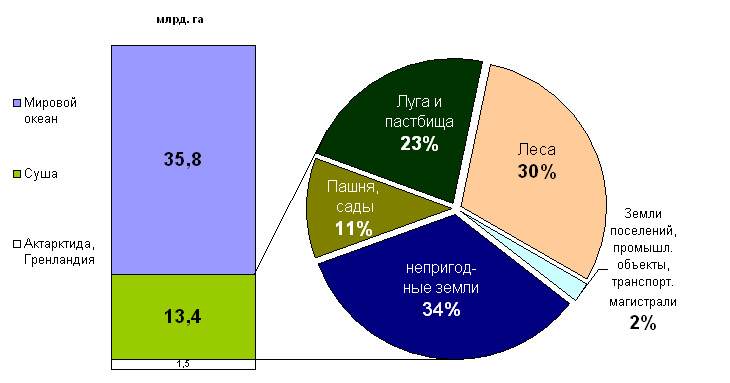 млрд. га
Мировой
океан
Суша
Актарктида,
Гренландия
35,8
13,4
1,5
Луга и
пастбища
23%
Леса
30%
Пашня,
сады
11%
непригод-
ные земли
34%
Земли
поселений,
промышл.
объекты,
транспорт.
магистрали
2%